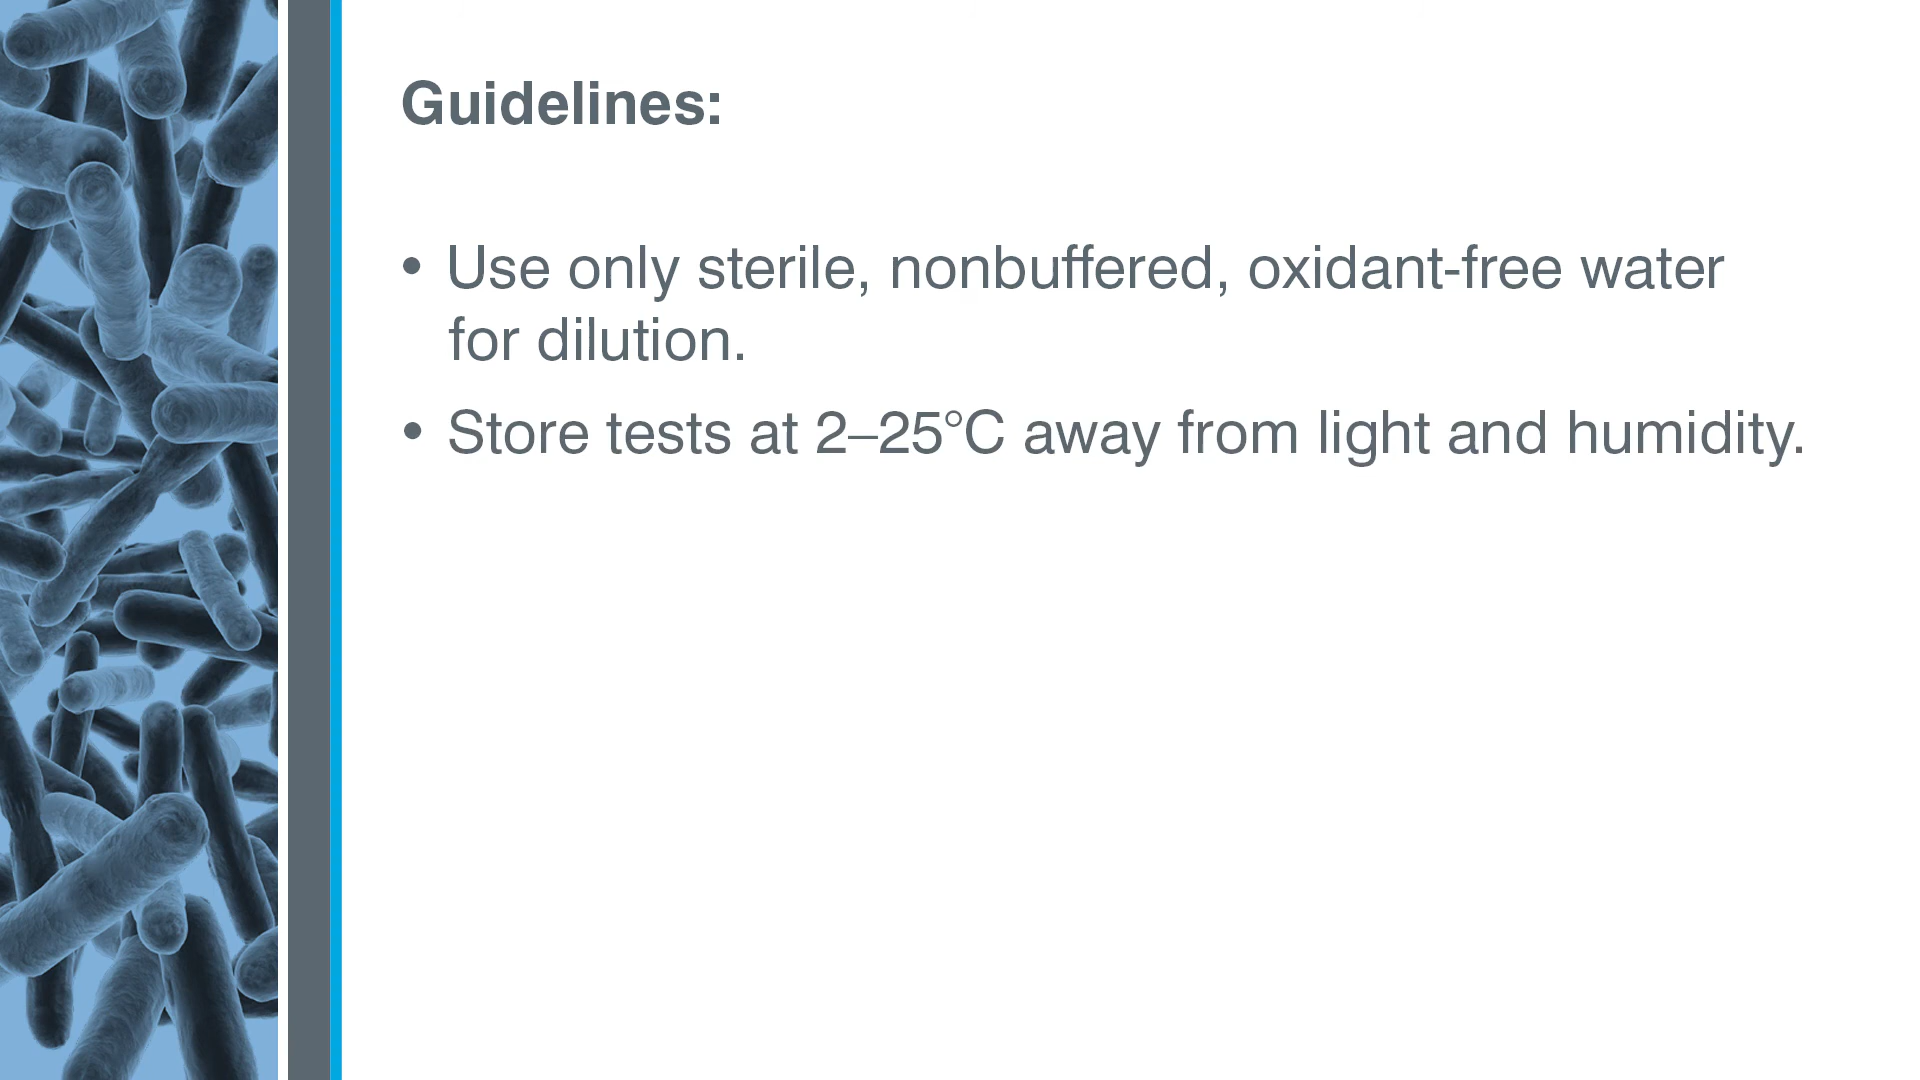 Guidelines:
• Use only sterile, nonbuffered, oxidant-free water
for dilution.
• Store tests at 2–25°C away from light and humidity.